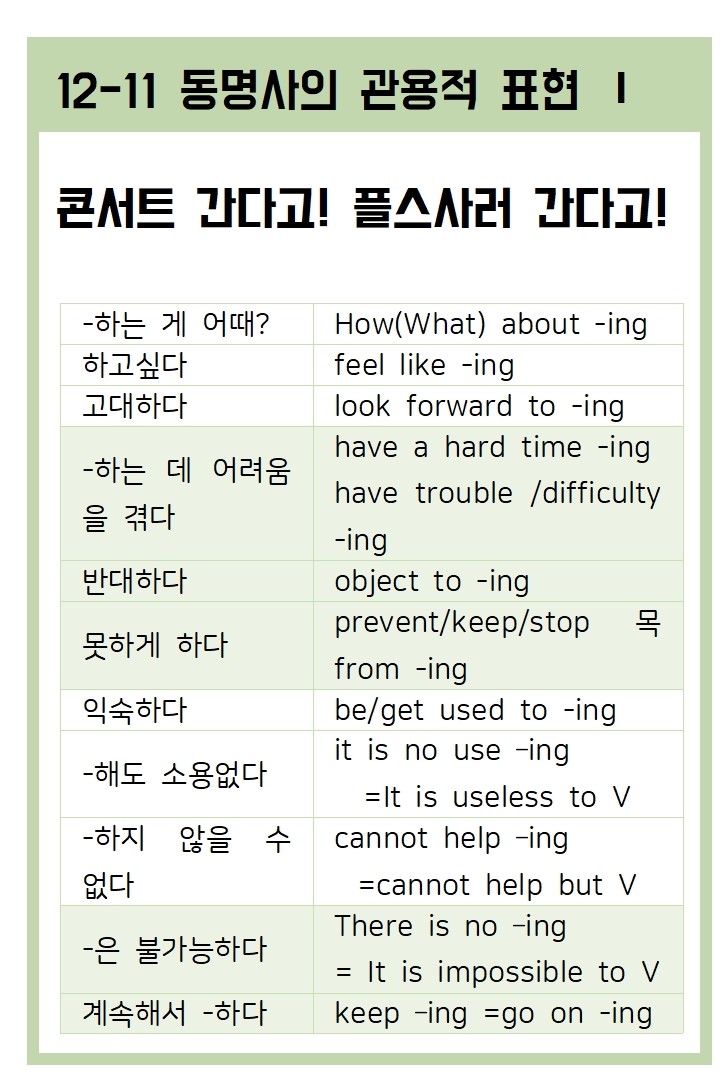 12-11 동명사의 관용적 표현 I
콘서트 간다고! 플스사러 간다고!
-하는 게 어때?
How(What) about -ing
하고싶다
feel like -ing
고대하다
look forward to -ing
-하는 데 어려움
을 겪다
have a hard time -ing
have trouble /difficulty
-ing
반대하다
object to -ing
못하게 하다
prevent/keep/stop 목
from -ing
익숙하다
be/get used to -ing
-해도 소용없다
it is no use –ing
=It is useless to V
-하지 않을 수
없다
cannot help –ing
=cannot help but V
-은 불가능하다
There is no –ing
= It is impossible to V
계속해서 -하다
keep –ing =go on -ing